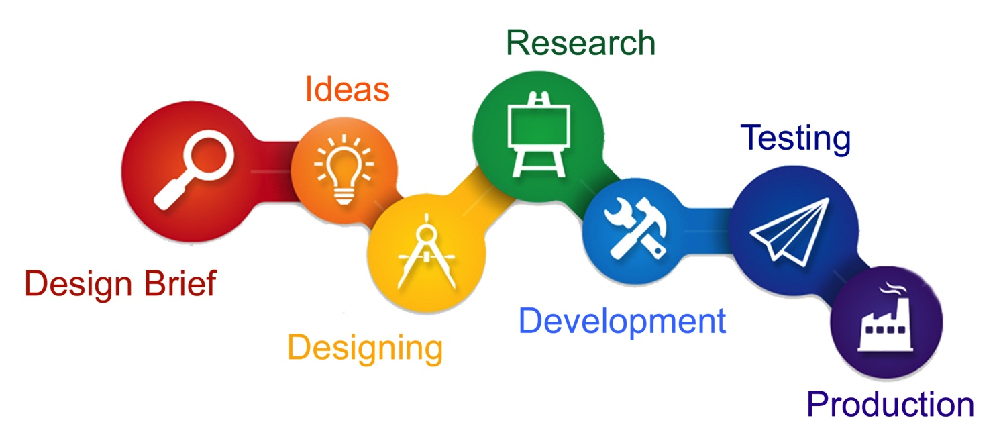 Design Brief
Ideas
Designing
Research
Development
Testing
Production